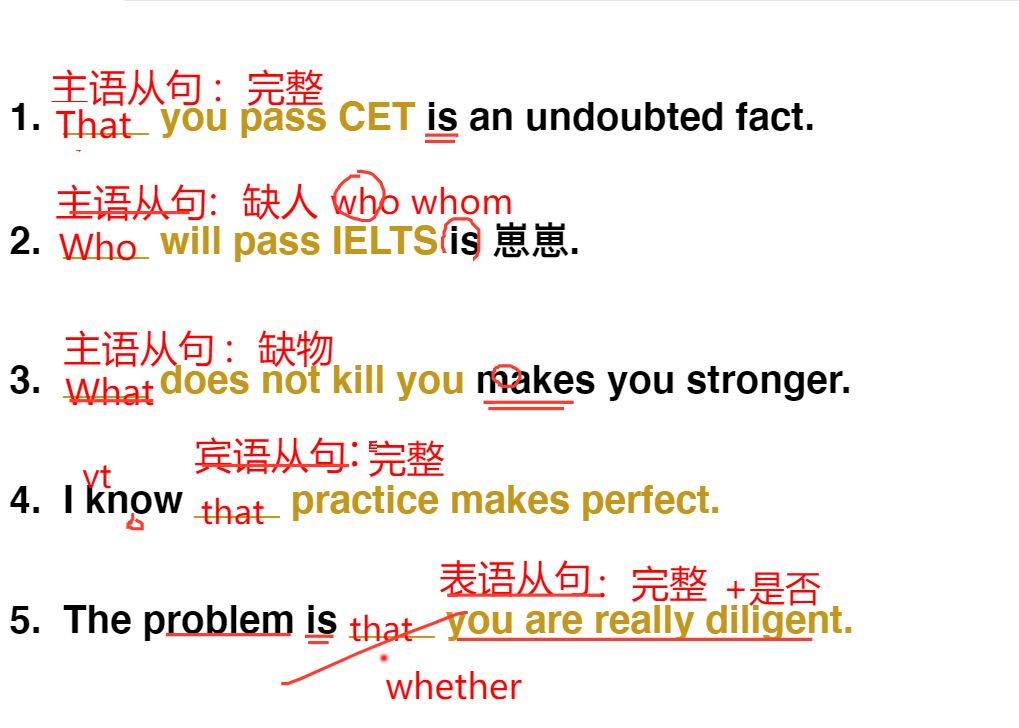 主语从句：完整
1. That you pass CET is an undoubted fact.
主语从句：缺人 who whom
2. Who will pass IELTS is 崽崽.
主语从句：缺物
3. What does not kill you makes you stronger.
宾语从句：完整
vt
4. I know that practice makes perfect.
表语从句：完整 +是否
5. The problem is that you are really diligent.
whether